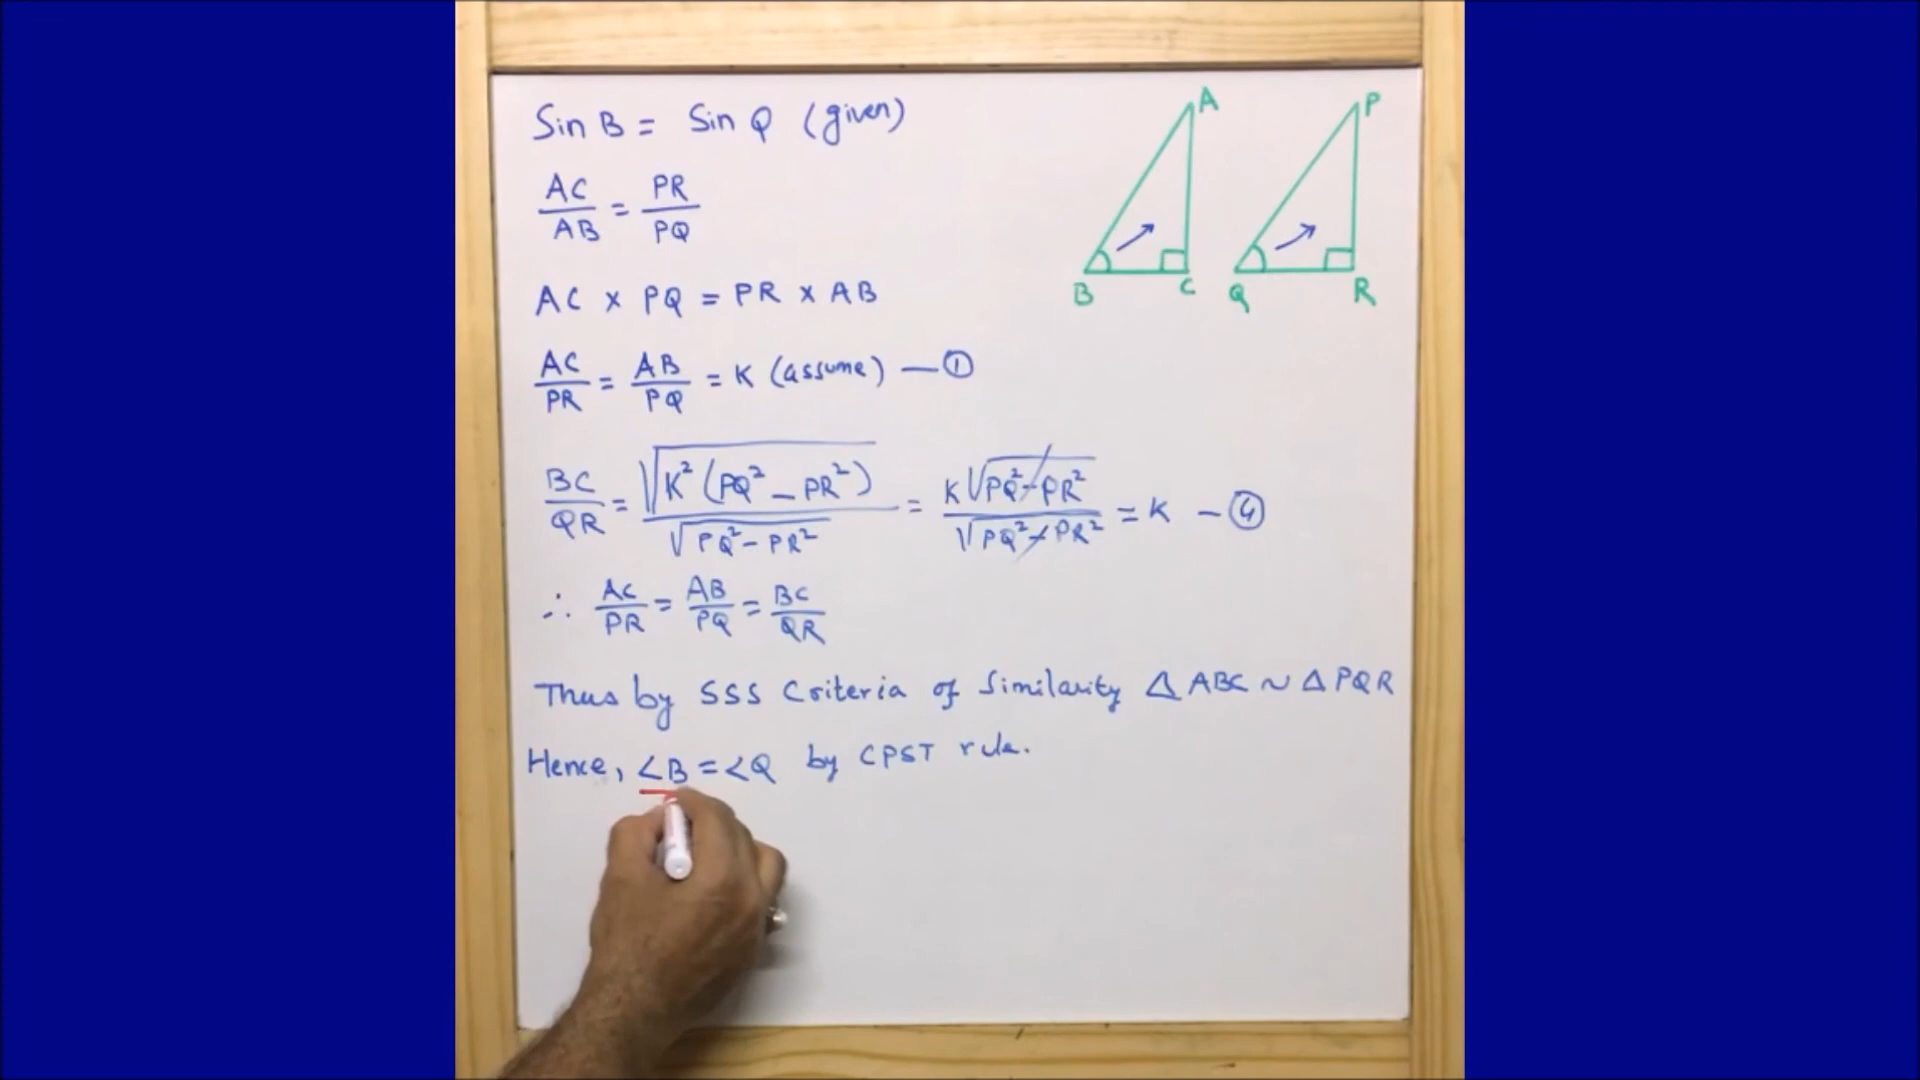 Sin B = Sin Q (given)
AC/AB = PR/PQ
AC × PQ = PR × AB
AC/PR = AB/PQ = K (assume) — ①
BC/QR = √(K²(PQ² - PR²))/√(PQ² - PR²) = K√(PQ² - PR²)/√(PQ² - PR²) = K — ④
∴ AC/PR = AB/PQ = BC/QR
Thus by SSS Criteria of Similarity △ ABC ~ △ PQR
Hence, ∠B = ∠Q by CPST rule.
A
B
C
P
Q
R